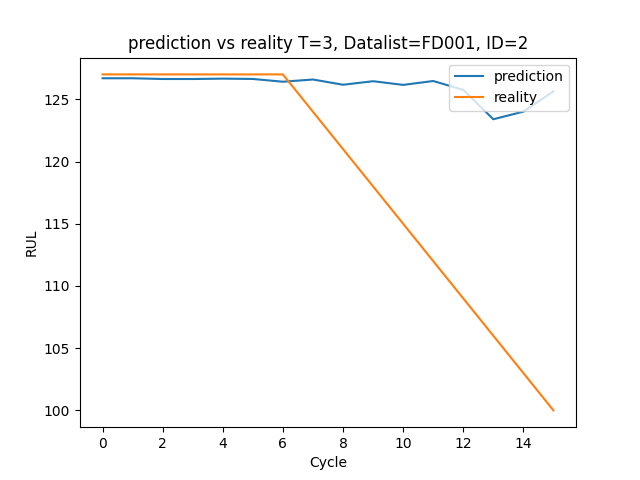 prediction vs reality T=3, Datalist=FD001, ID=2
prediction
reality
RUL
125
120
115
110
105
100
0 2 4 6 8 10 12 14
Cycle